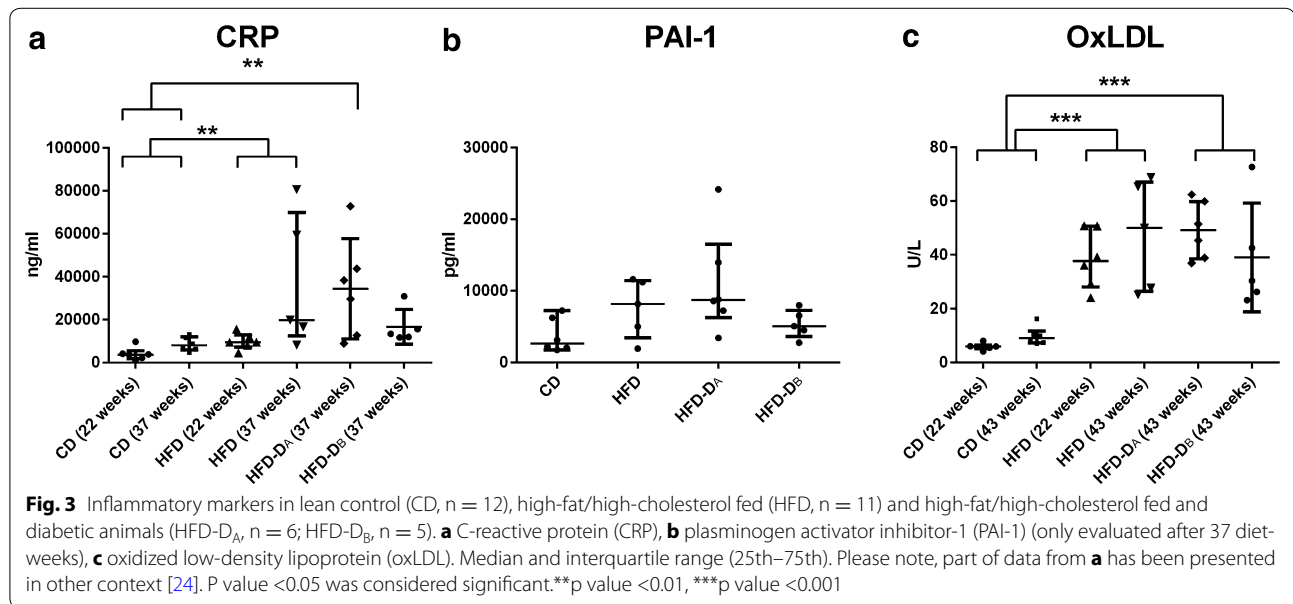 a CRP
**
**
100000
80000
60000
40000
20000
0
ng/ml
CD (22 weeks)
CD (37 weeks)
HFD (22 weeks)
HFD (37 weeks)
HFD-DA (37 weeks)
HFD-DB (37 weeks)
b PAI-1
30000
20000
10000
0
pg/ml
CD
HFD
HFD-DA
HFD-DB
c OxLDL
***
***
80
60
40
20
0
U/L
CD (22 weeks)
CD (43 weeks)
HFD (22 weeks)
HFD (43 weeks)
HFD-DA (43 weeks)
HFD-DB (43 weeks)
Fig. 3 Inflammatory markers in lean control (CD, n = 12), high-fat/high-cholesterol fed (HFD, n = 11) and high-fat/high-cholesterol fed and
diabetic animals (HFD-DA, n = 6; HFD-DB, n = 5). a C-reactive protein (CRP), b plasminogen activator inhibitor-1 (PAI-1) (only evaluated after 37 diet-
weeks), c oxidized low-density lipoprotein (oxLDL). Median and interquartile range (25th–75th). Please note, part of data from a has been presented
in other context [24]. P value <0.05 was considered significant.**p value <0.01, ***p value <0.001